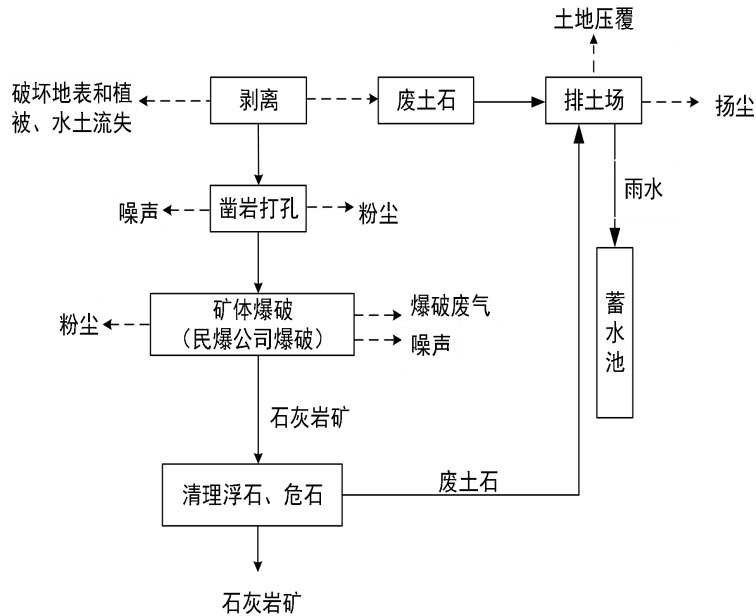 土地压覆
破坏地表和植
被、水土流失
剥离
废土石
排土场
扬尘
噪声
凿岩打孔
粉尘
雨水
粉尘
矿体爆破
（民爆公司爆破）
爆破废气
噪声
蓄水池
石灰岩矿
清理浮石、危石
废土石
石灰岩矿